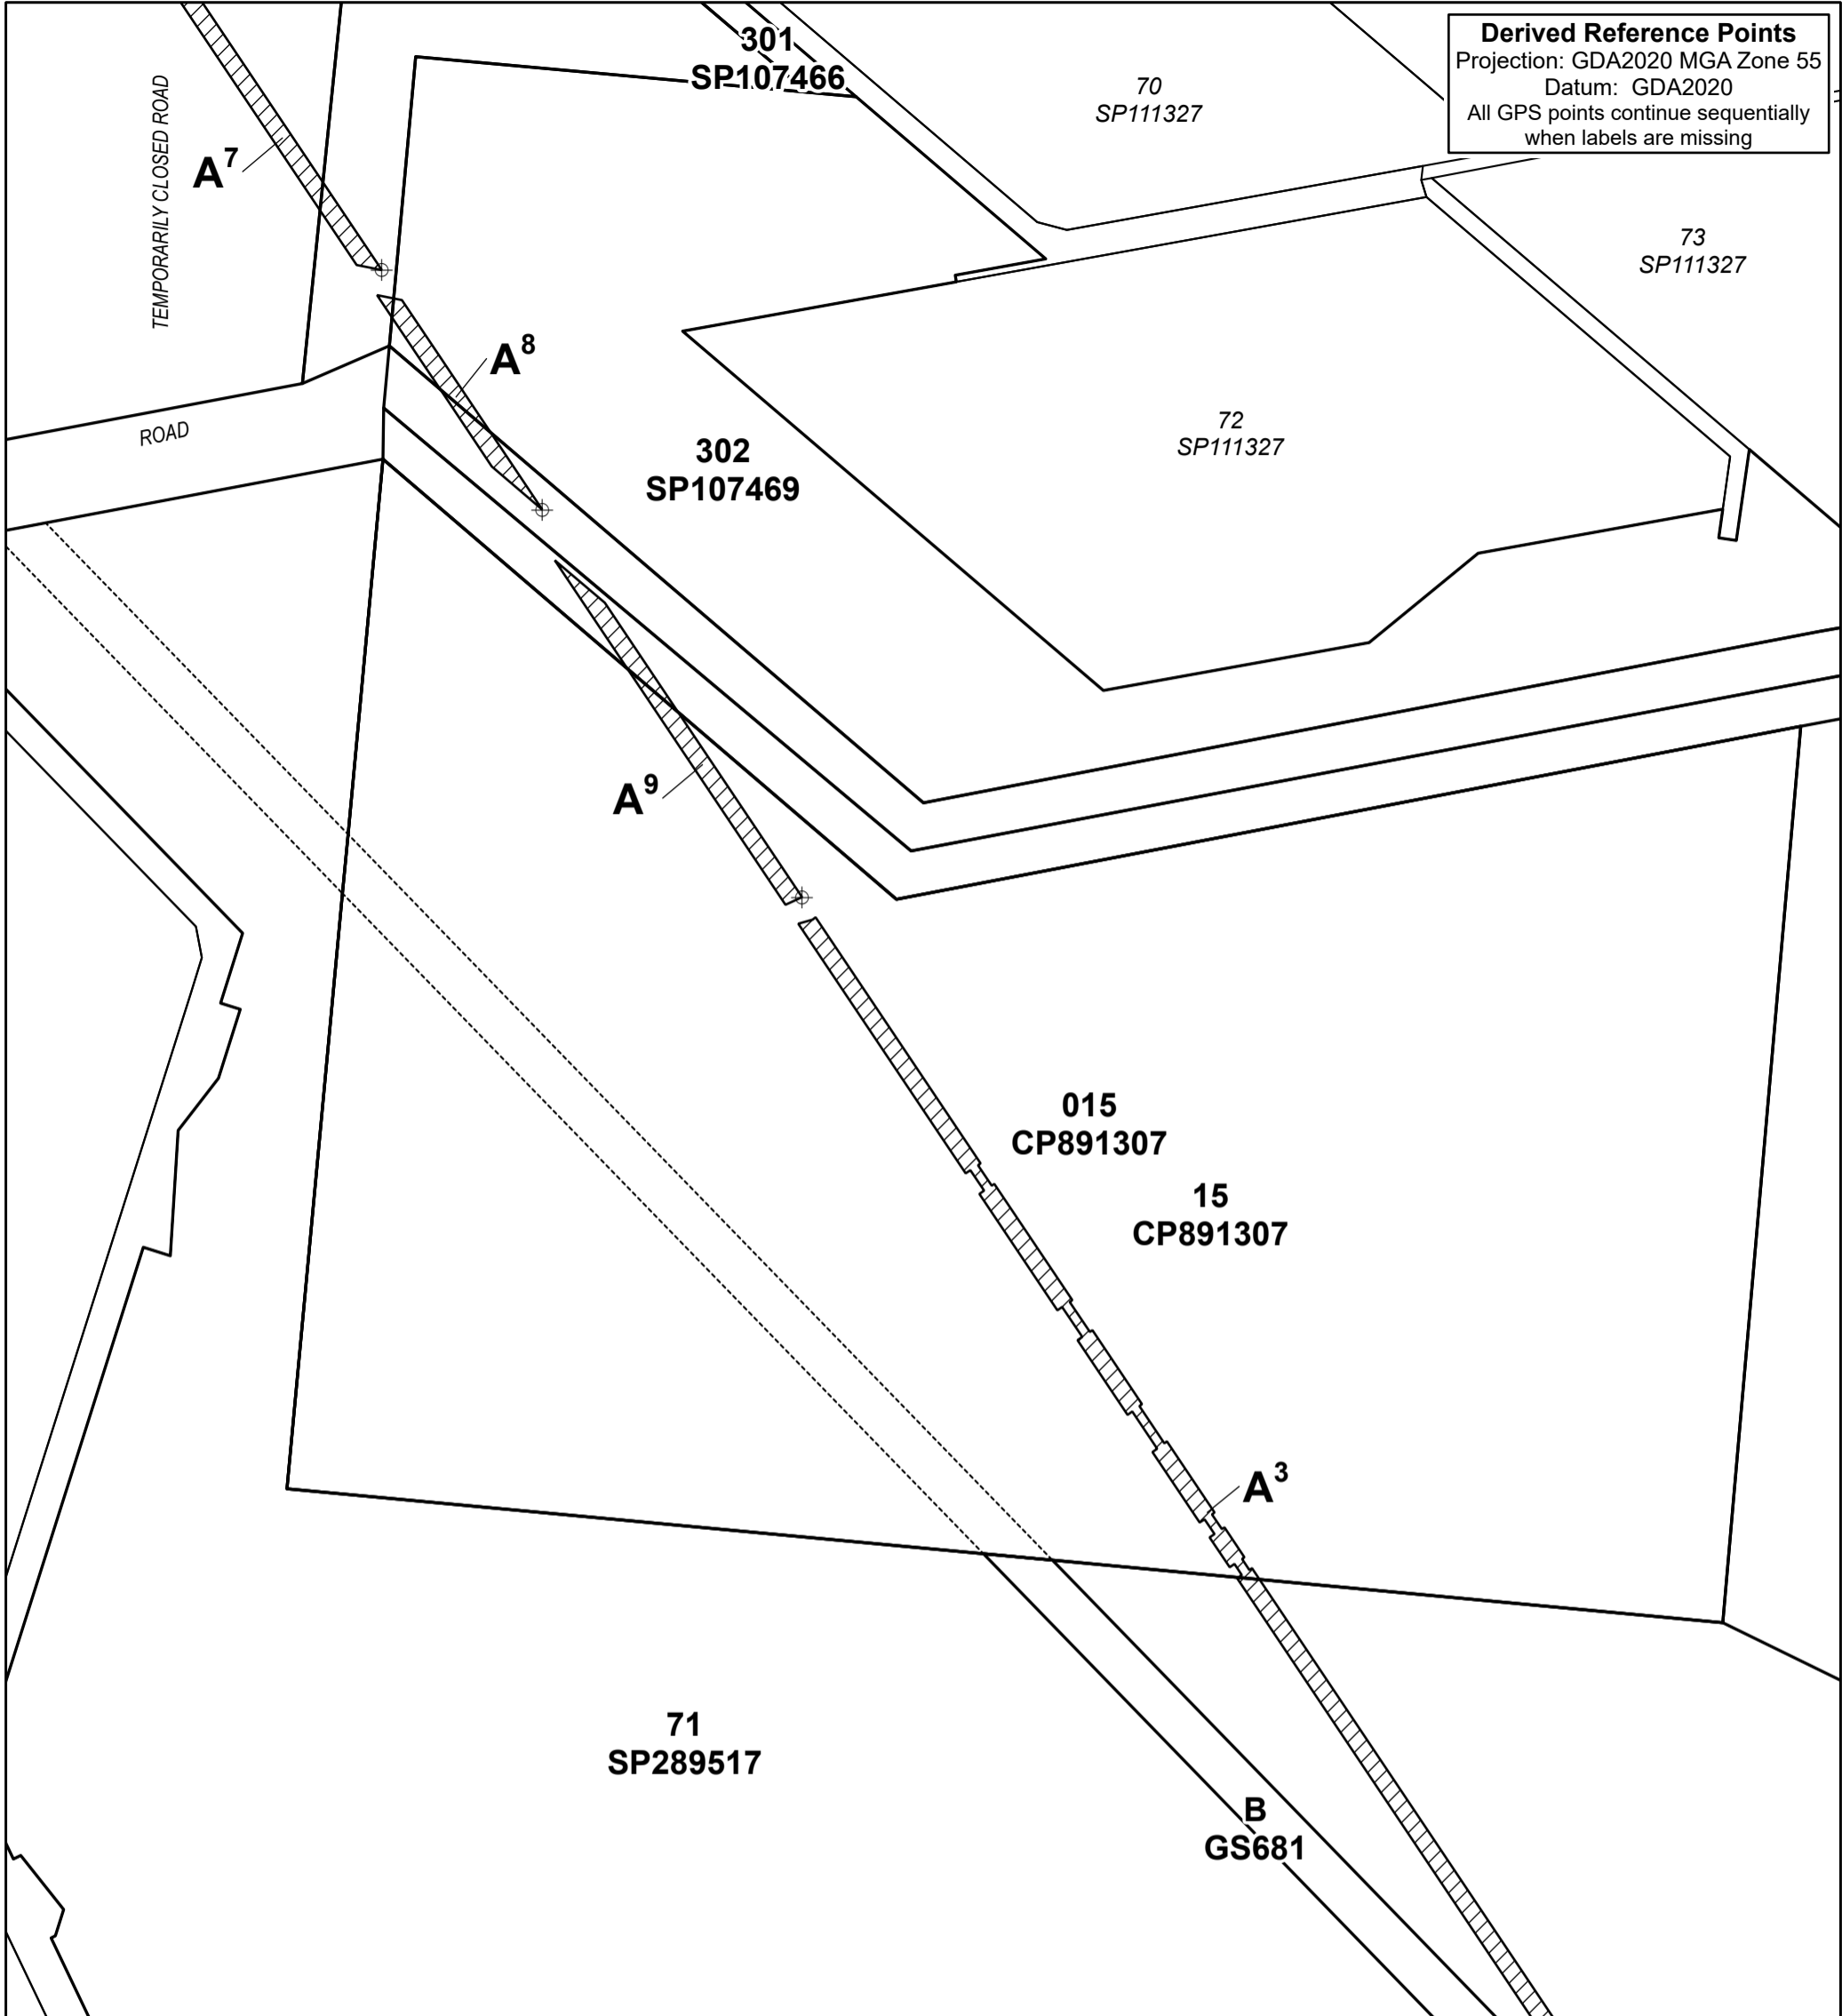 Derived Reference Points
Projection: GDA2020 MGA Zone 55
Datum: GDA2020
All GPS points continue sequentially
when labels are missing
301
SP107466
70
SP111327
TEMPORARILY CLOSED ROAD
A7
73
SP111327
A8
ROAD
302
SP107469
72
SP111327
A9
015
CP891307
15
CP891307
A3
71
SP289517
B
GS681